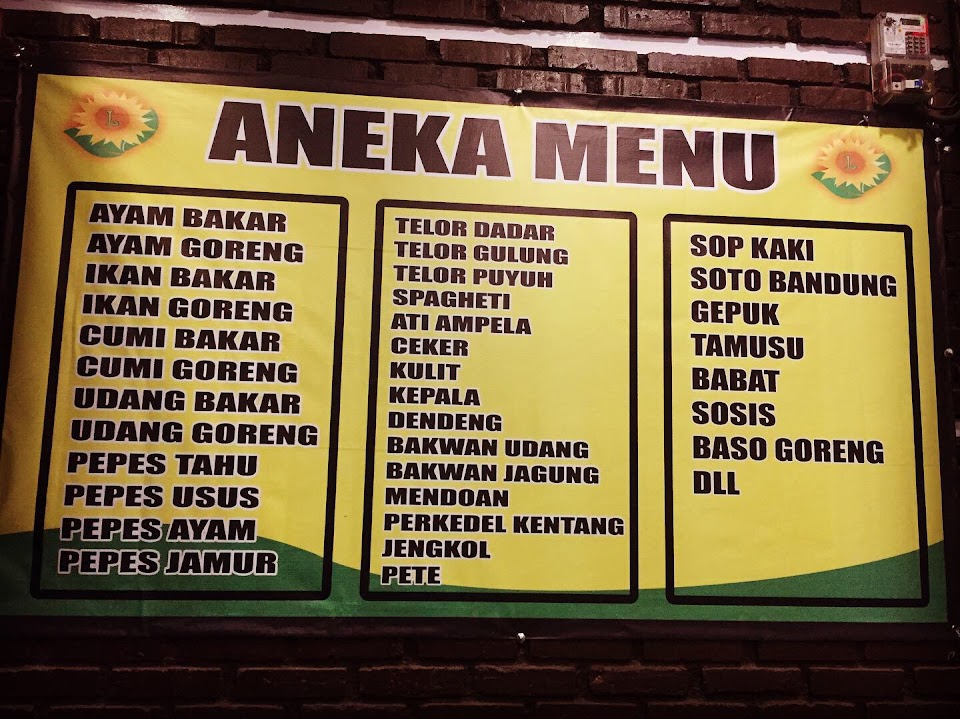 ANEKA MENU
AYAM BAKAR
AYAM GORENG
IKAN BAKAR
IKAN GORENG
CUMI BAKAR
CUMI GORENG
UDANG BAKAR
UDANG GORENG
PEPES TAHU
PEPES USUS
PEPES AYAM
PEPES JAMUR
TELOR DADAR
TELOR GULUNG
TELOR PUYUH
SPAGHETI
ATI AMPELA
CEKER
KULIT
KEPALA
DENDENG
BAKWAN UDANG
BAKWAN JAGUNG
MENDOAN
PERKEDEL KENTANG
JENGKOL
PETE
SOP KAKI
SOTO BANDUNG
GEPUK
TAMUSU
BABAT
SOSIS
BASO GORENG
DLL